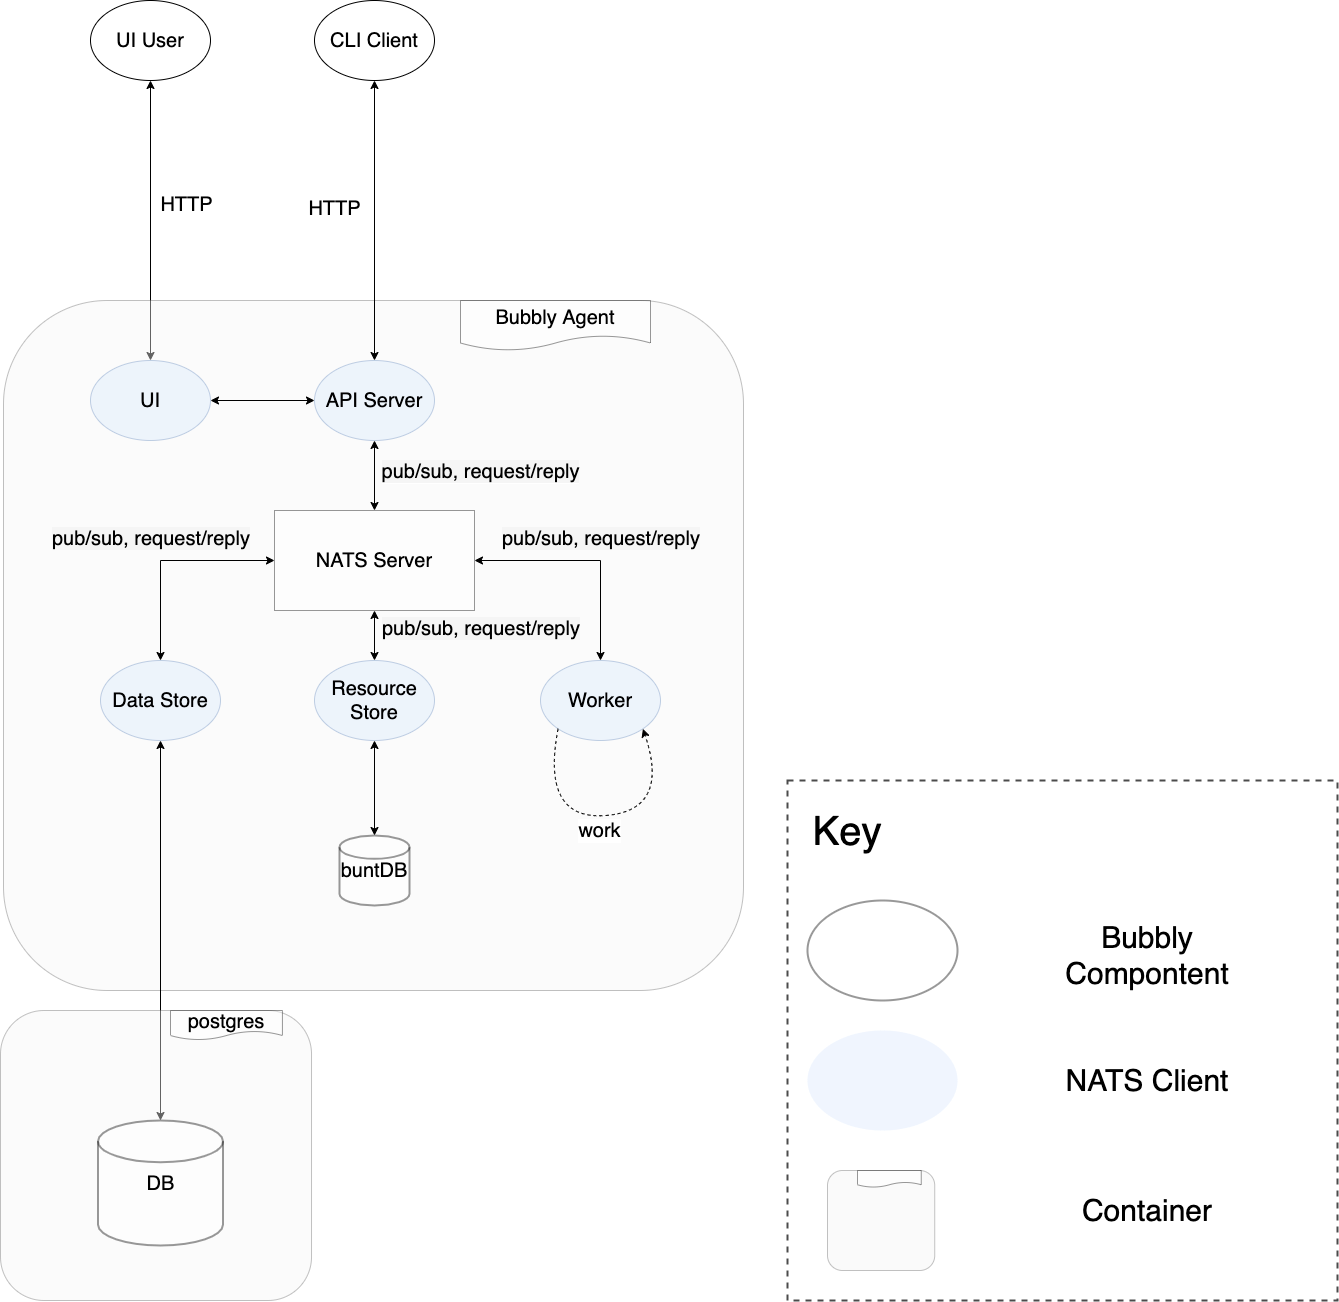 UI User
CLI Client
HTTP
HTTP
Bubbly Agent
UI
API Server
pub/sub, request/reply
pub/sub, request/reply
pub/sub, request/reply
NATS Server
pub/sub, request/reply
Data Store
Resource
Store
Worker
work
buntDB
postgres
DB
Key
Bubbly
Compontent
NATS Client
Container